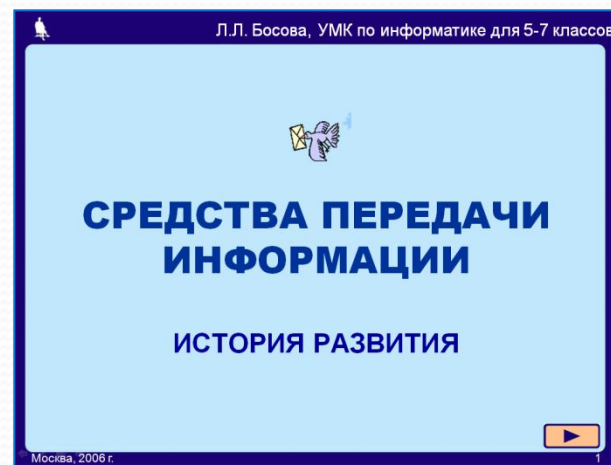 Л.Л. Босова, УМК по информатике для 5-7 классов
СРЕДСТВА ПЕРЕДАЧИ
ИНФОРМАЦИИ
ИСТОРИЯ РАЗВИТИЯ
Москва, 2006 г.
1